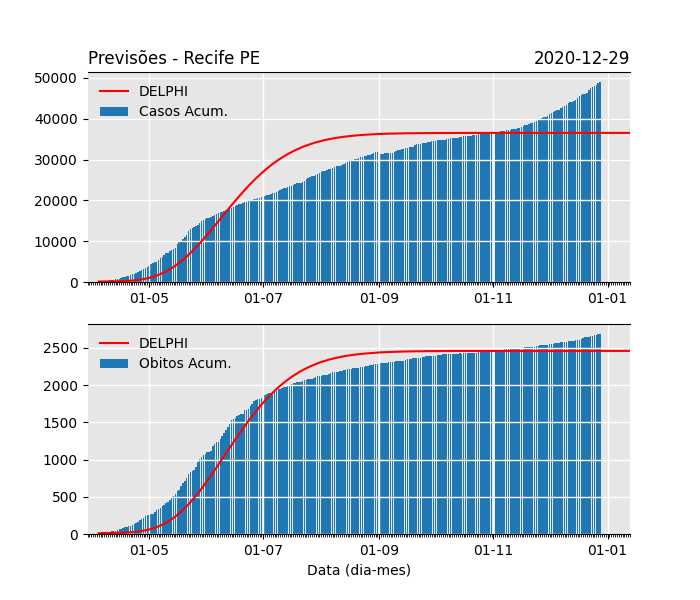 Previsões - Recife PE 2020-12-29
50000
40000
30000
20000
10000
0
DELPHI
Casos Acum.
01-05 01-07 01-09 01-11 01-01
2500
2000
1500
1000
500
0
DELPHI
Obitos Acum.
01-05 01-07 01-09 01-11 01-01
Data (dia-mes)